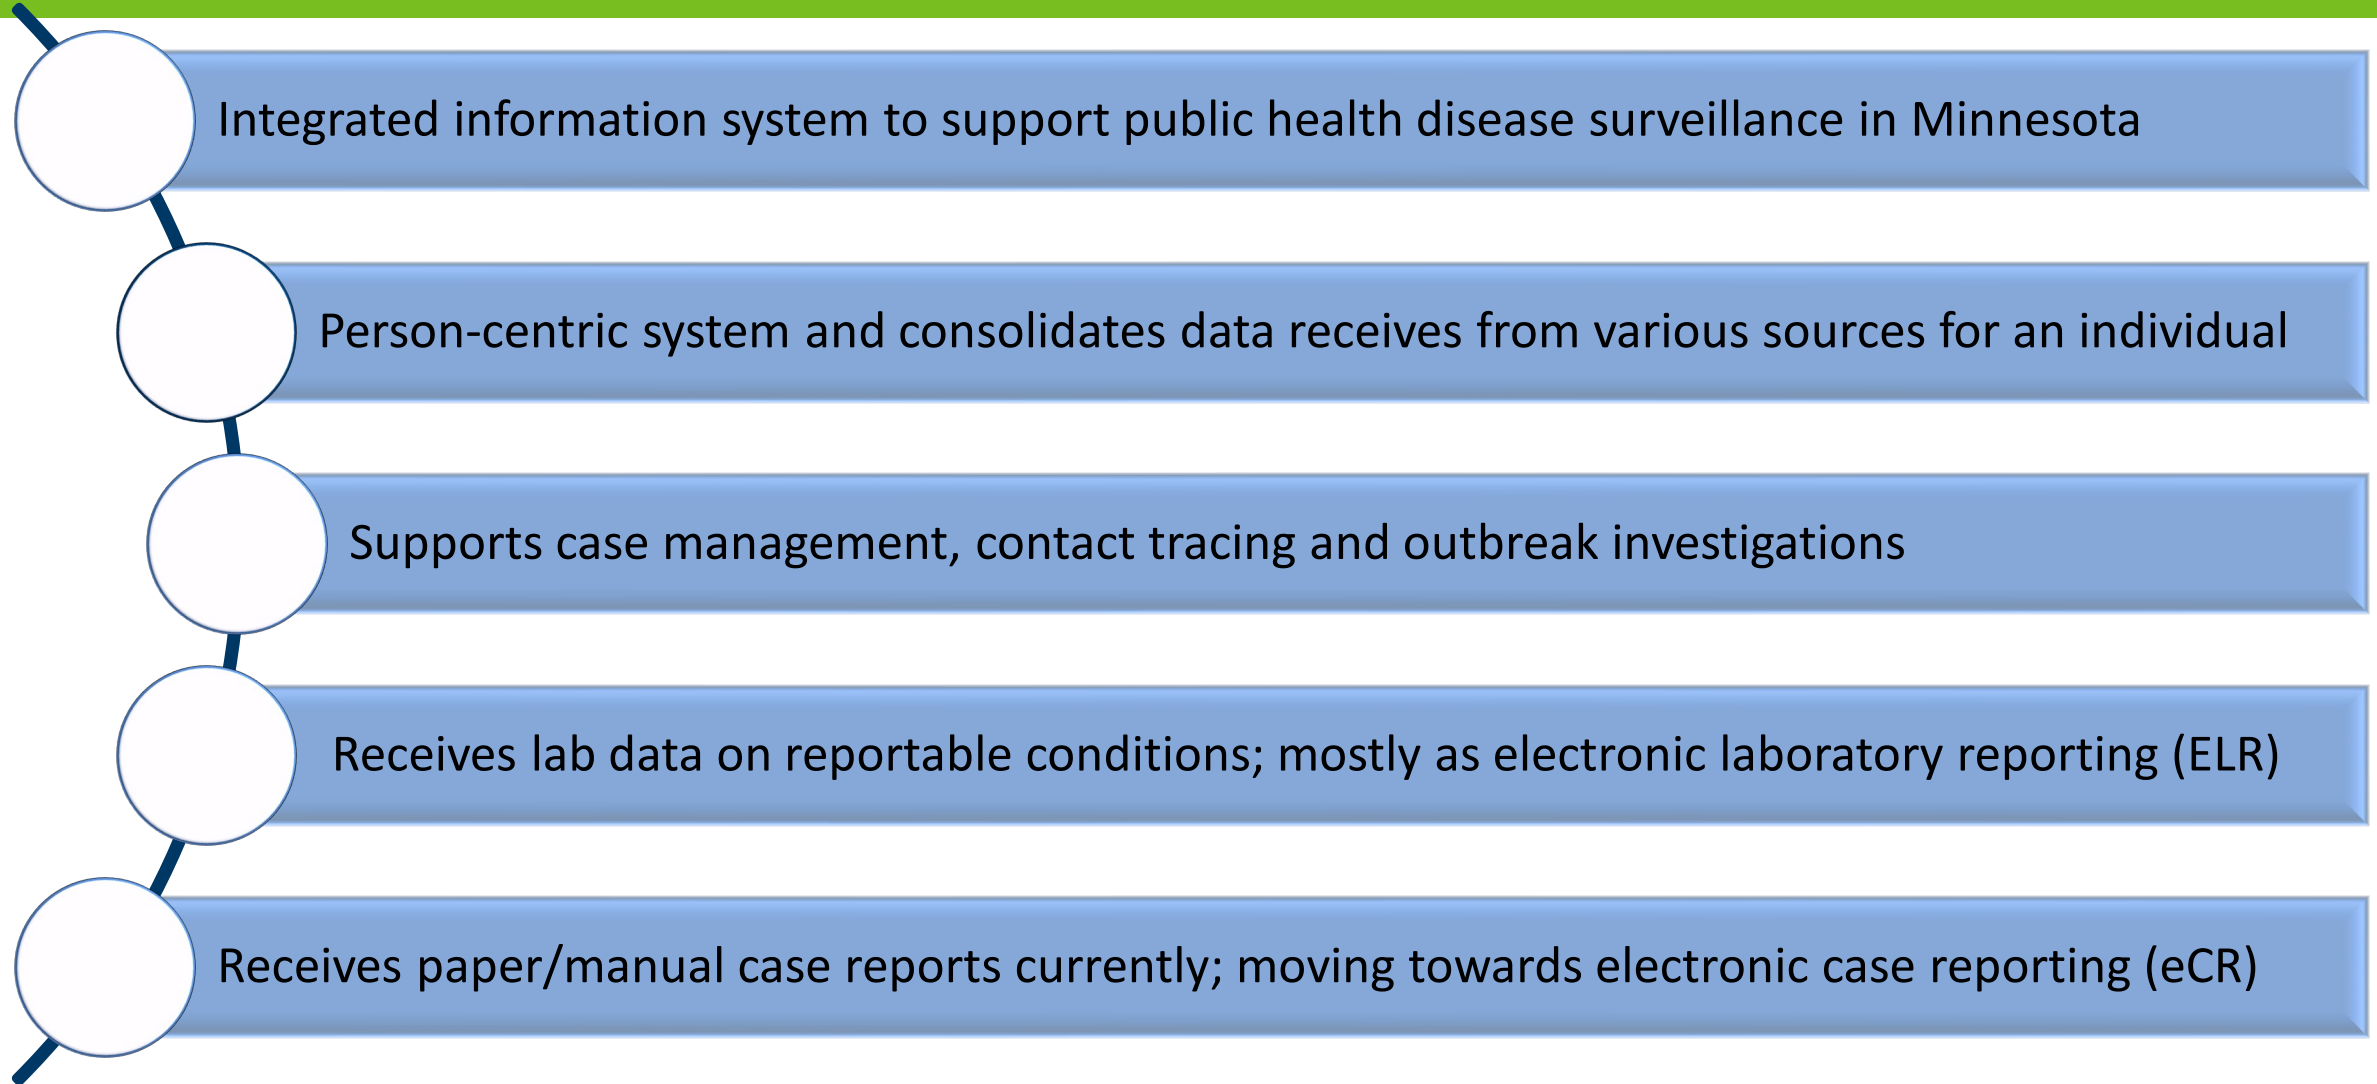 Integrated information system to support public health disease surveillance in Minnesota
Person-centric system and consolidates data receives from various sources for an individual
Supports case management, contact tracing and outbreak investigations
Receives lab data on reportable conditions; mostly as electronic laboratory reporting (ELR)
Receives paper/manual case reports currently; moving towards electronic case reporting (eCR)